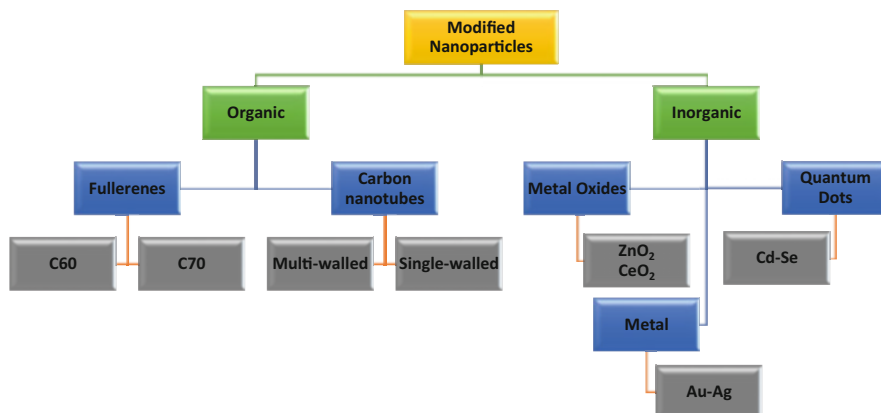 Modified
Nanoparticles
Organic
Inorganic
Fullerenes
Carbon
nanotubes
Metal Oxides
Quantum
Dots
C60
C70
Multi-walled
Single-walled
ZnO₂
CeO₂
Cd-Se
Metal
Au-Ag